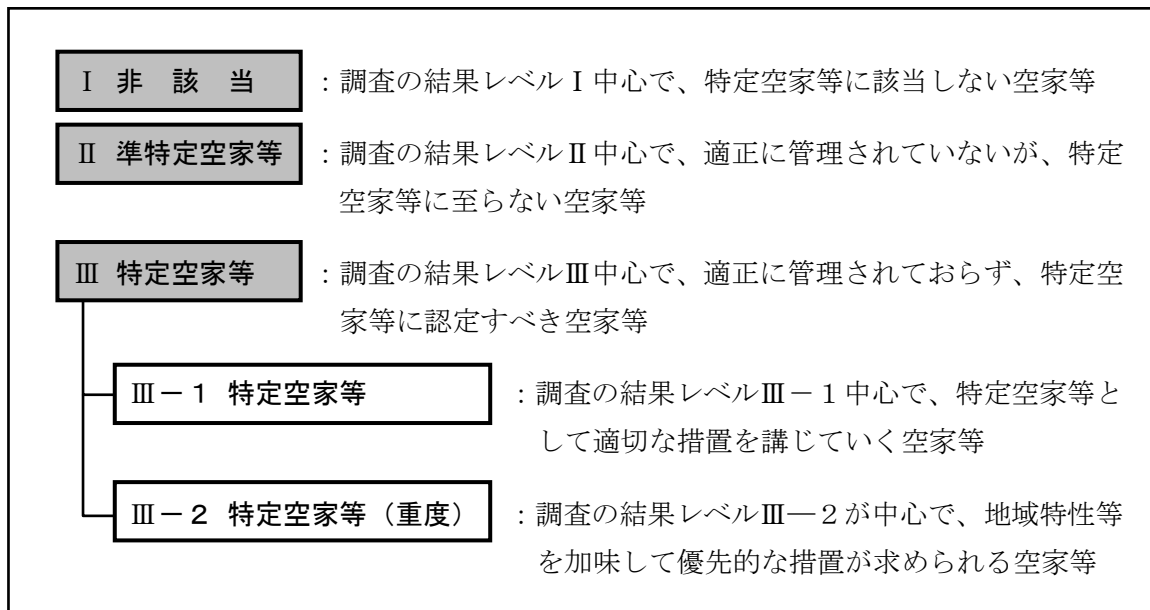 Ⅰ 非 該 当 ：調査の結果レベルⅠ中心で、特定空家等に該当しない空家等
Ⅱ 準特定空家等 ：調査の結果レベルⅡ中心で、適正に管理されていないが、特定
空家等に至らない空家等
Ⅲ 特定空家等 ：調査の結果レベルⅢ中心で、適正に管理されておらず、特定空
家等に認定すべき空家等
Ⅲ－１ 特定空家等 ：調査の結果レベルⅢ－１中心で、特定空家等と
して適切な措置を講じていく空家等
Ⅲ－２ 特定空家等（重度） ：調査の結果レベルⅢ―２が中心で、地域特性等
を加味して優先的な措置が求められる空家等